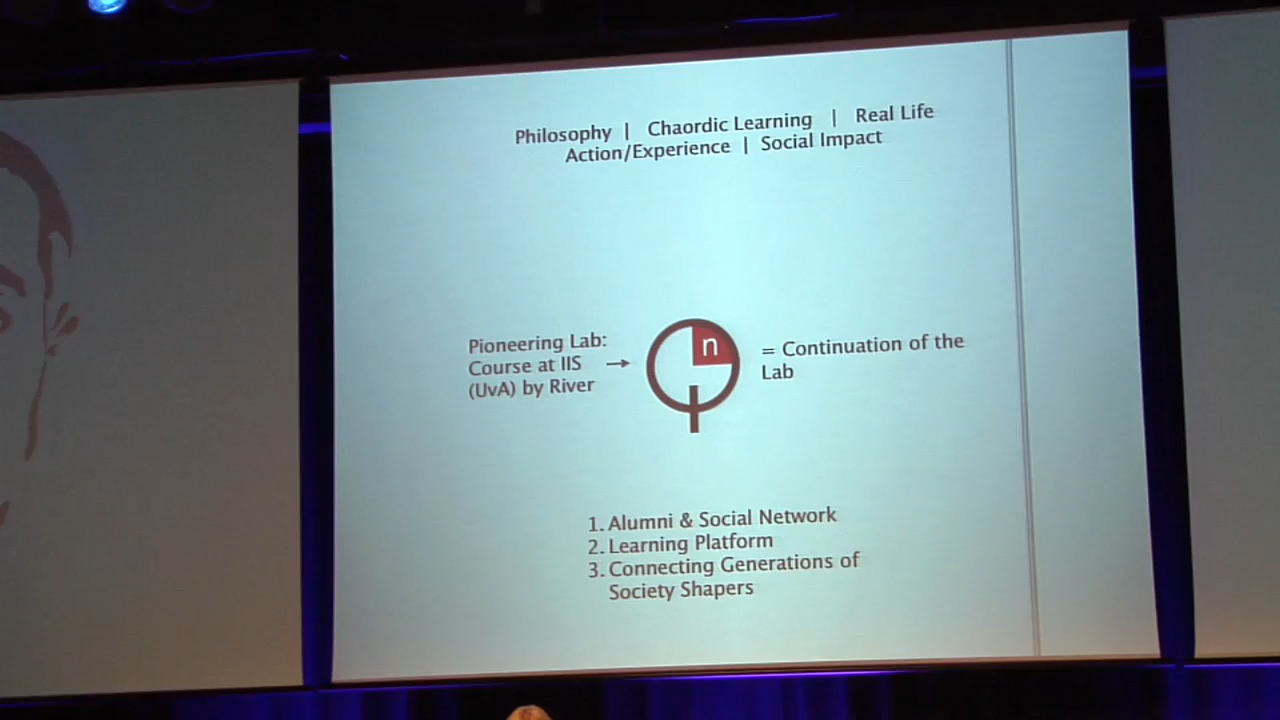 Philosophy | Chaordic Learning | Real Life
Action/Experience | Social Impact
Pioneering Lab:
Course at IIS
(UvA) by River
→
n
= Continuation of the
Lab
1. Alumni & Social Network
2. Learning Platform
3. Connecting Generations of
Society Shapers